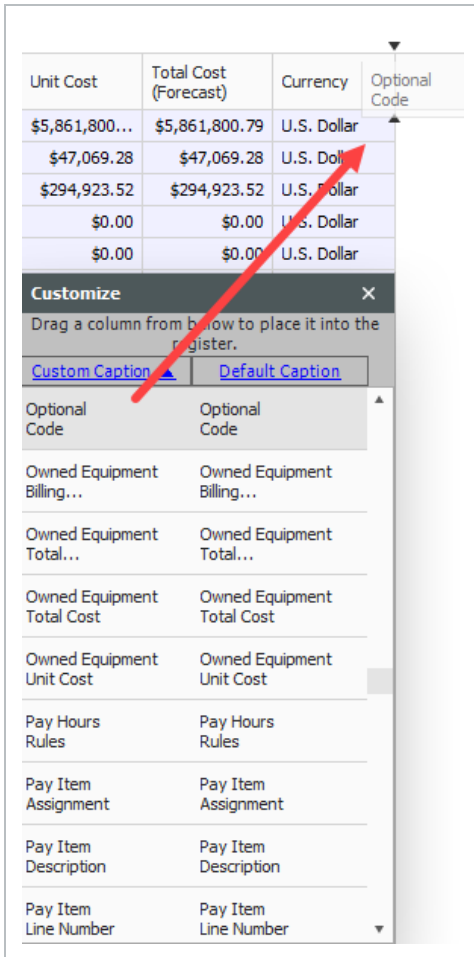 Unit Cost Total Cost Currency Optional
(Forecast) Code
$5,861,800... $5,861,800.79 U.S. Dollar
$47,069.28 $47,069.28 U.S. Dollar
$294,923.52 $294,923.52 U.S. Dollar
$0.00 $0.00 U.S. Dollar
$0.00 $0.00 U.S. Dollar
Customize
Drag a column from below to place it into the
register.
Custom Caption Default Caption
Optional Optional
Code Code
Owned Equipment Owned Equipment
Billing... Billing...
Owned Equipment Owned Equipment
Total... Total...
Owned Equipment Owned Equipment
Total Cost Total Cost
Owned Equipment Owned Equipment
Unit Cost Unit Cost
Pay Hours Pay Hours
Rules Rules
Pay Item Pay Item
Assignment Assignment
Pay Item Pay Item
Description Description
Pay Item Pay Item
Line Number Line Number